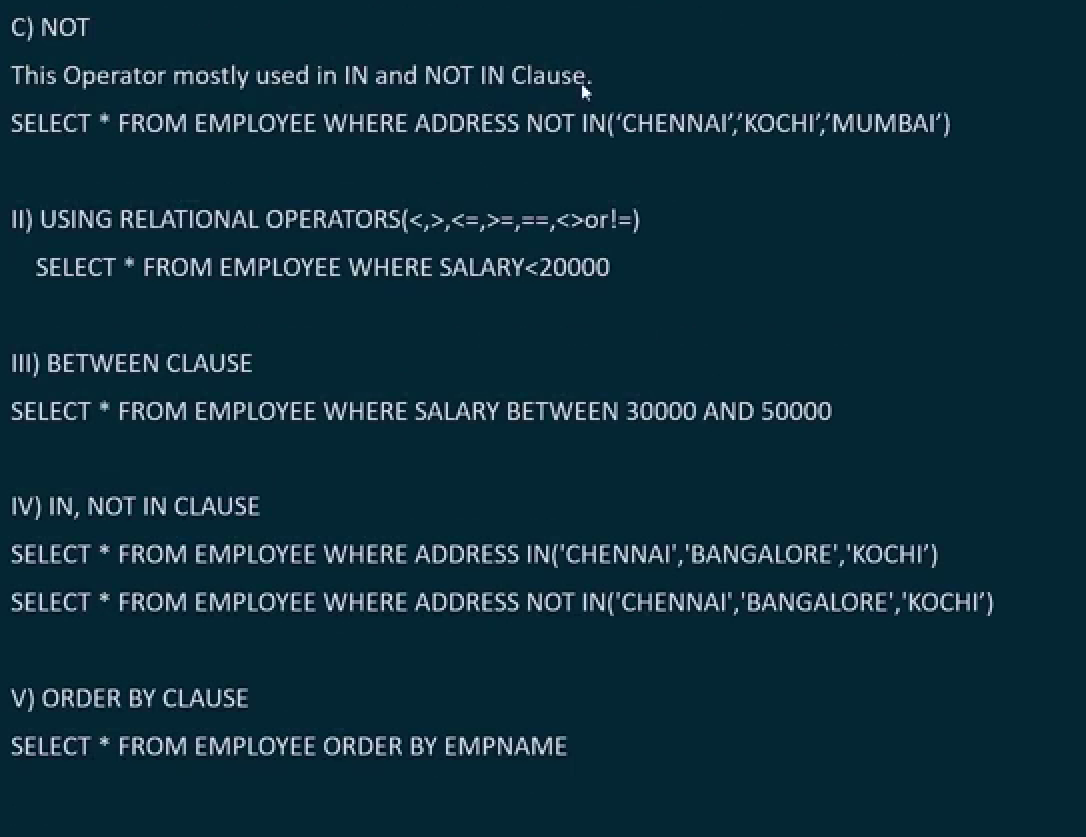 C) NOT
This Operator mostly used in IN and NOT IN Clause.
SELECT * FROM EMPLOYEE WHERE ADDRESS NOT IN(‘CHENNAI’,’KOCHI’,’MUMBAI’)
II) USING RELATIONAL OPERATORS(<,>,<=,>=,==,<>or!=)
SELECT * FROM EMPLOYEE WHERE SALARY<20000
III) BETWEEN CLAUSE
SELECT * FROM EMPLOYEE WHERE SALARY BETWEEN 30000 AND 50000
IV) IN, NOT IN CLAUSE
SELECT * FROM EMPLOYEE WHERE ADDRESS IN('CHENNAI','BANGALORE','KOCHI’)
SELECT * FROM EMPLOYEE WHERE ADDRESS NOT IN('CHENNAI','BANGALORE','KOCHI’)
V) ORDER BY CLAUSE
SELECT * FROM EMPLOYEE ORDER BY EMPNAME